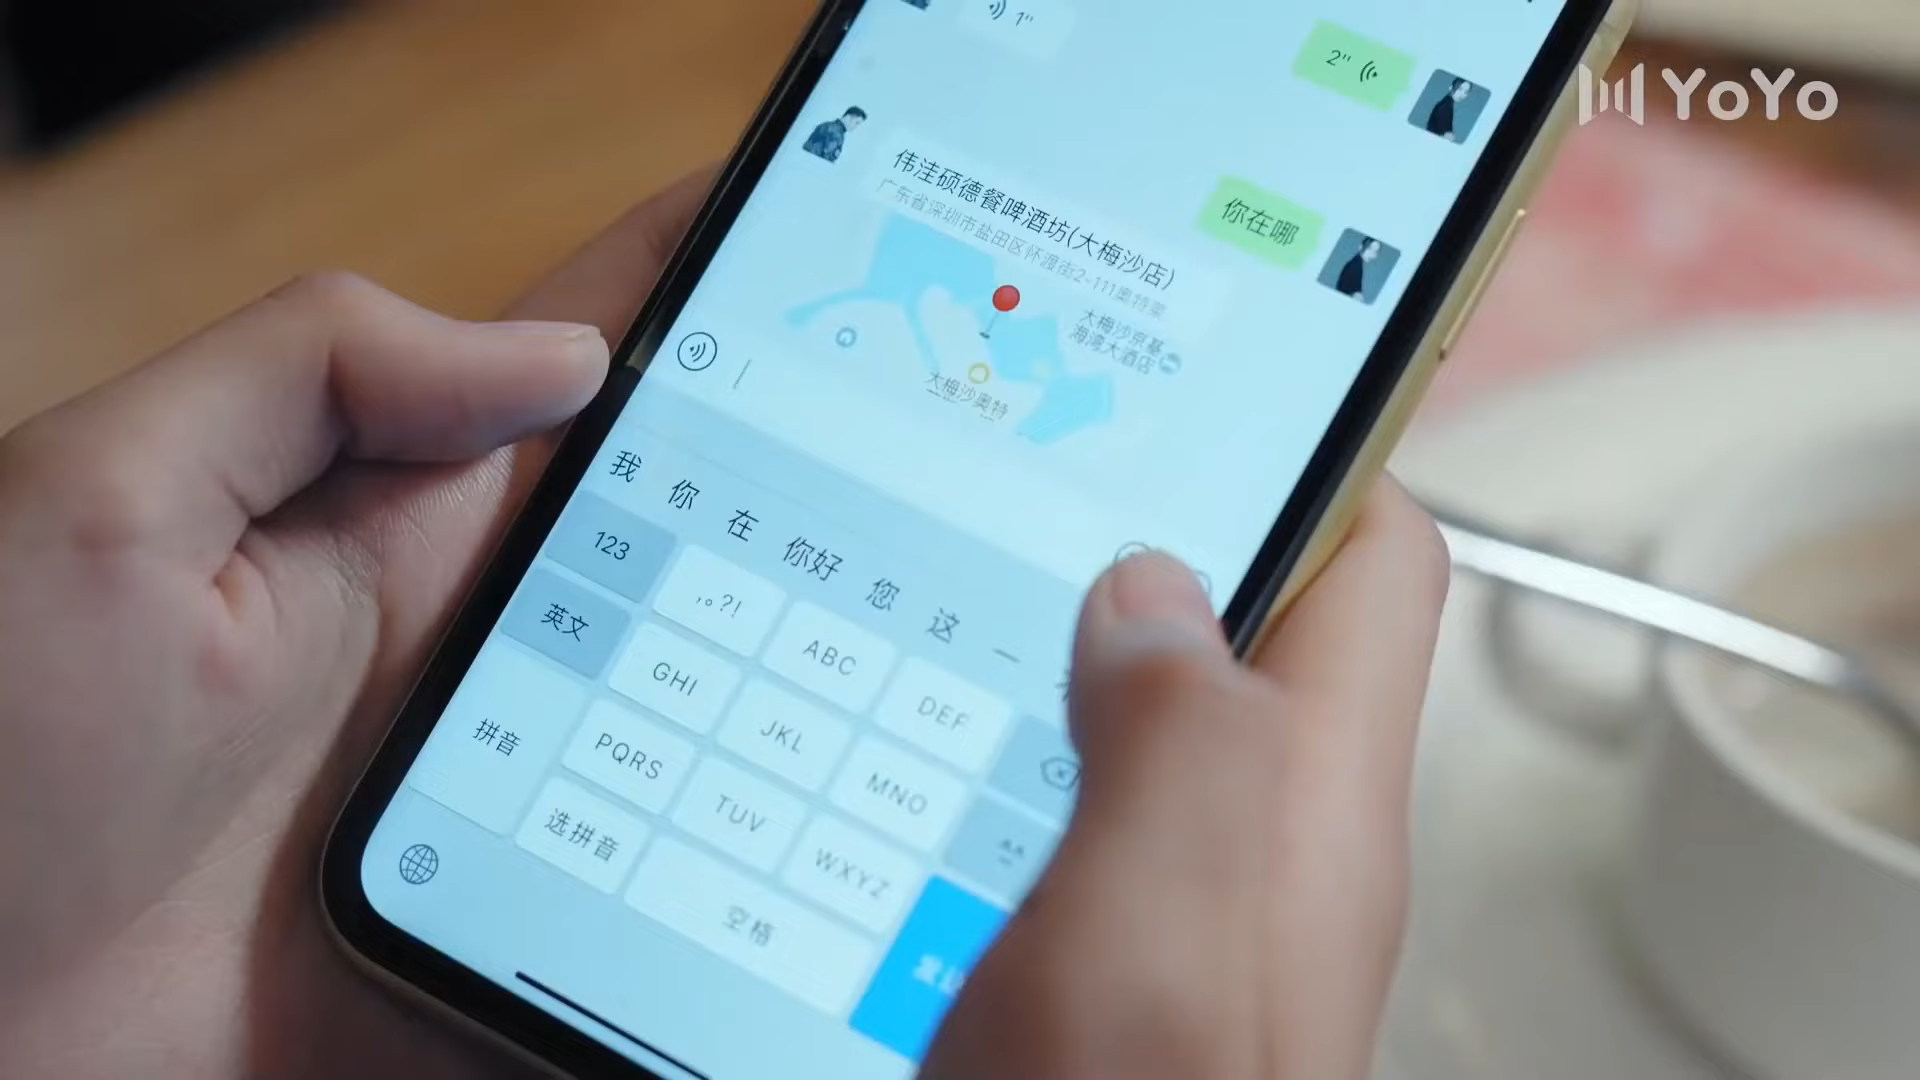 1"
2"
YoYo
你在哪
伟洼硕德餐啤酒坊(大梅沙店)
广东省深圳市盐田区怀渡街2-111奥特莱
大梅沙京基
海湾大酒店
大梅沙奥特
我 你 在 你好 您 这 一
123
,。?!
ABC
DEF
英文
GHI
JKL
MNO
拼音
PQRS
TUV
WXYZ
^^
选拼音
空格